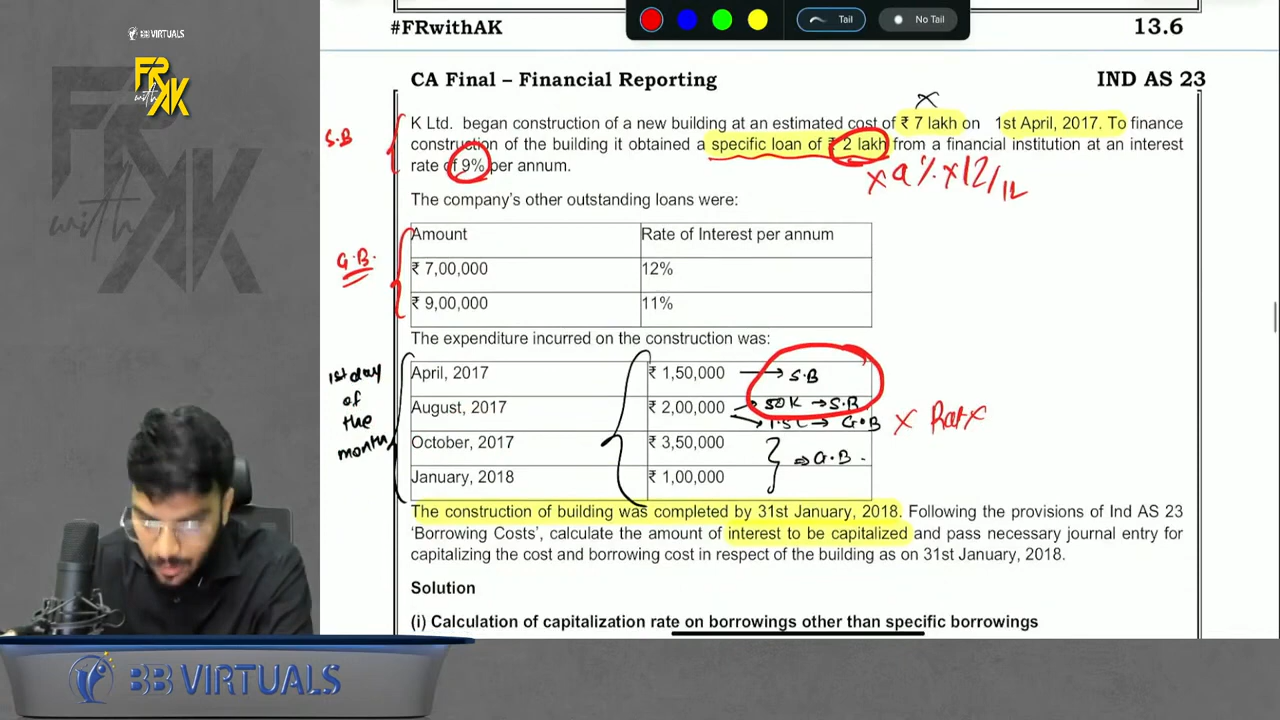 Tail
No Tail
#FRwithAK
13.6
BB VIRTUALS
FR
with
AK
CA Final – Financial Reporting
IND AS 23
X
S.B
K Ltd. began construction of a new building at an estimated cost of ₹ 7 lakh on 1st April, 2017. To finance
construction of the building it obtained a specific loan of ₹ 2 lakh from a financial institution at an interest
rate of 9% per annum.
x 9% x 12/12
The company's other outstanding loans were:
G.B.
Amount
Rate of Interest per annum
₹ 7,00,000
12%
₹ 9,00,000
11%
The expenditure incurred on the construction was:
1st day
of
the
month
April, 2017
₹ 1,50,000
→ S.B
August, 2017
₹ 2,00,000
50K → S.B
1.5L → G.B
x Rate x
October, 2017
₹ 3,50,000
⇒ G.B -
January, 2018
₹ 1,00,000
The construction of building was completed by 31st January, 2018. Following the provisions of Ind AS 23
'Borrowing Costs', calculate the amount of interest to be capitalized and pass necessary journal entry for
capitalizing the cost and borrowing cost in respect of the building as on 31st January, 2018.
Solution
(i) Calculation of capitalization rate on borrowings other than specific borrowings
BB VIRTUALS